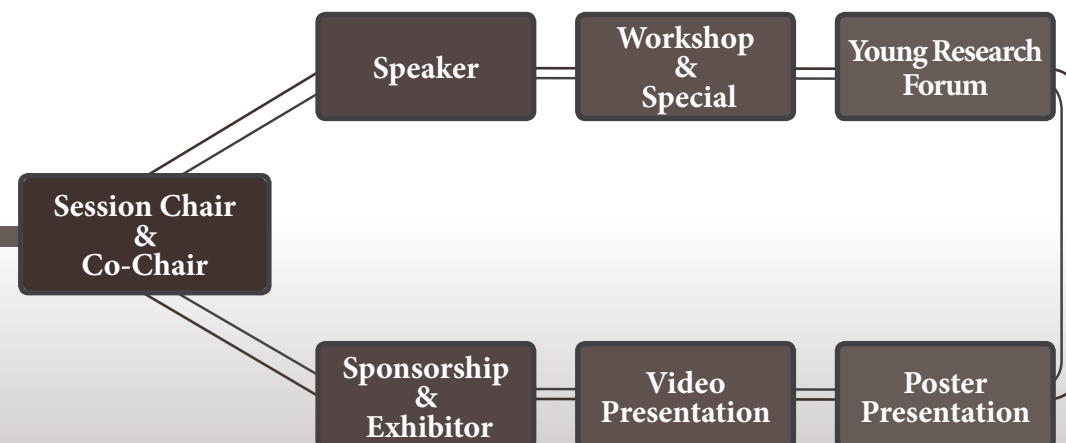 Speaker
Workshop
&
Special
Young Research
Forum
Session Chair
&
Co-Chair
Sponsorship
&
Exhibitor
Video
Presentation
Poster
Presentation